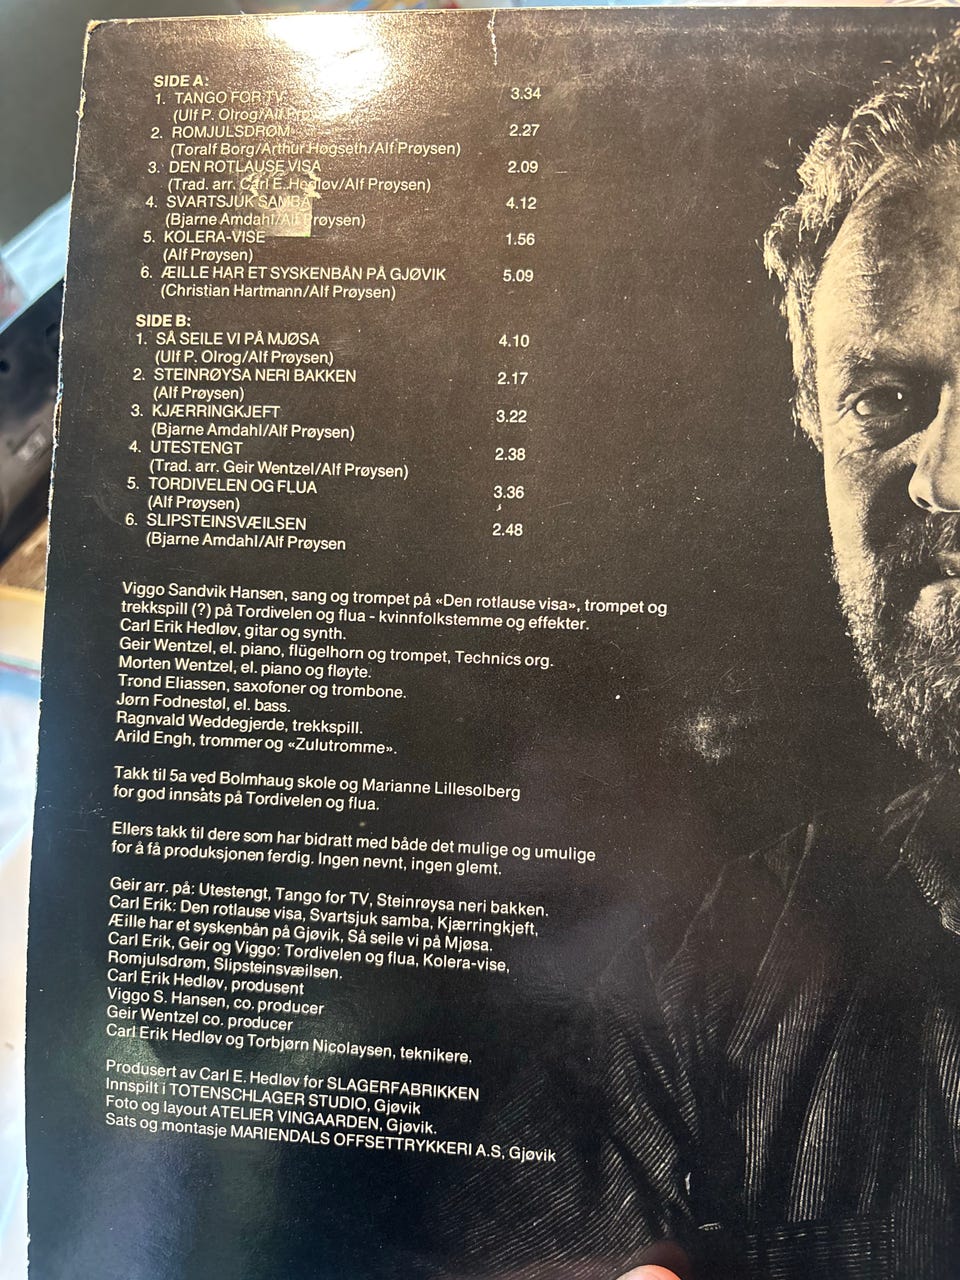 SIDE A:
1. TANGO FOR TV 3.34
(Ulf P. Olrog/Alf Prøysen)
2. ROMJULSDRØM 2.27
(Toralf Borg/Arthur Høgseth/Alf Prøysen)
3. DEN ROTLAUSE VISA 2.09
(Trad. arr. Carl E. Hedløv/Alf Prøysen)
4. SVARTSJUK SAMBA 4.12
(Bjarne Amdahl/Alf Prøysen)
5. KOLERA-VISE 1.56
(Alf Prøysen)
6. ÆILLE HAR ET SYSKENBÅN PÅ GJØVIK 5.09
(Christian Hartmann/Alf Prøysen)
SIDE B:
1. SÅ SEILE VI PÅ MJØSA 4.10
(Ulf P. Olrog/Alf Prøysen)
2. STEINRØYSA NERI BAKKEN 2.17
(Alf Prøysen)
3. KJÆRRINGKJEFT 3.22
(Bjarne Amdahl/Alf Prøysen)
4. UTESTENGT 2.38
(Trad. arr. Geir Wentzel/Alf Prøysen)
5. TORDIVELEN OG FLUA 3.36
(Alf Prøysen)
6. SLIPSTEINSVÆILSEN 2.48
(Bjarne Amdahl/Alf Prøysen
Viggo Sandvik Hansen, sang og trompet på «Den rotlause visa», trompet og
trekkspill (?) på Tordivelen og flua - kvinnfolkstemme og effekter.
Carl Erik Hedløv, gitar og synth.
Geir Wentzel, el. piano, flügelhorn og trompet, Technics org.
Morten Wentzel, el. piano og fløyte.
Trond Eliassen, saxofoner og trombone.
Jørn Fodnestøl, el. bass.
Ragnvald Weddegjerde, trekkspill.
Arild Engh, trommer og «Zulutromme».
Takk til 5a ved Bolmhaug skole og Marianne Lillesolberg
for god innsats på Tordivelen og flua.
Ellers takk til dere som har bidratt med både det mulige og umulige
for å få produksjonen ferdig. Ingen nevnt, ingen glemt.
Geir arr. på: Utestengt, Tango for TV, Steinrøysa neri bakken.
Carl Erik: Den rotlause visa, Svartsjuk samba, Kjærringkjeft,
Æille har et syskenbån på Gjøvik, Så seile vi på Mjøsa.
Carl Erik, Geir og Viggo: Tordivelen og flua, Kolera-vise,
Romjulsdrøm, Slipsteinsvæilsen.
Carl Erik Hedløv, produsent
Viggo S. Hansen, co. producer
Geir Wentzel co. producer
Carl Erik Hedløv og Torbjørn Nicolaysen, teknikere.
Produsert av Carl E. Hedløv for SLAGERFABRIKKEN
Innspilt i TOTENSCHLAGER STUDIO, Gjøvik
Foto og layout ATELIER VINGAARDEN, Gjøvik.
Sats og montasje MARIENDALS OFFSETTRYKKERI A.S, Gjøvik